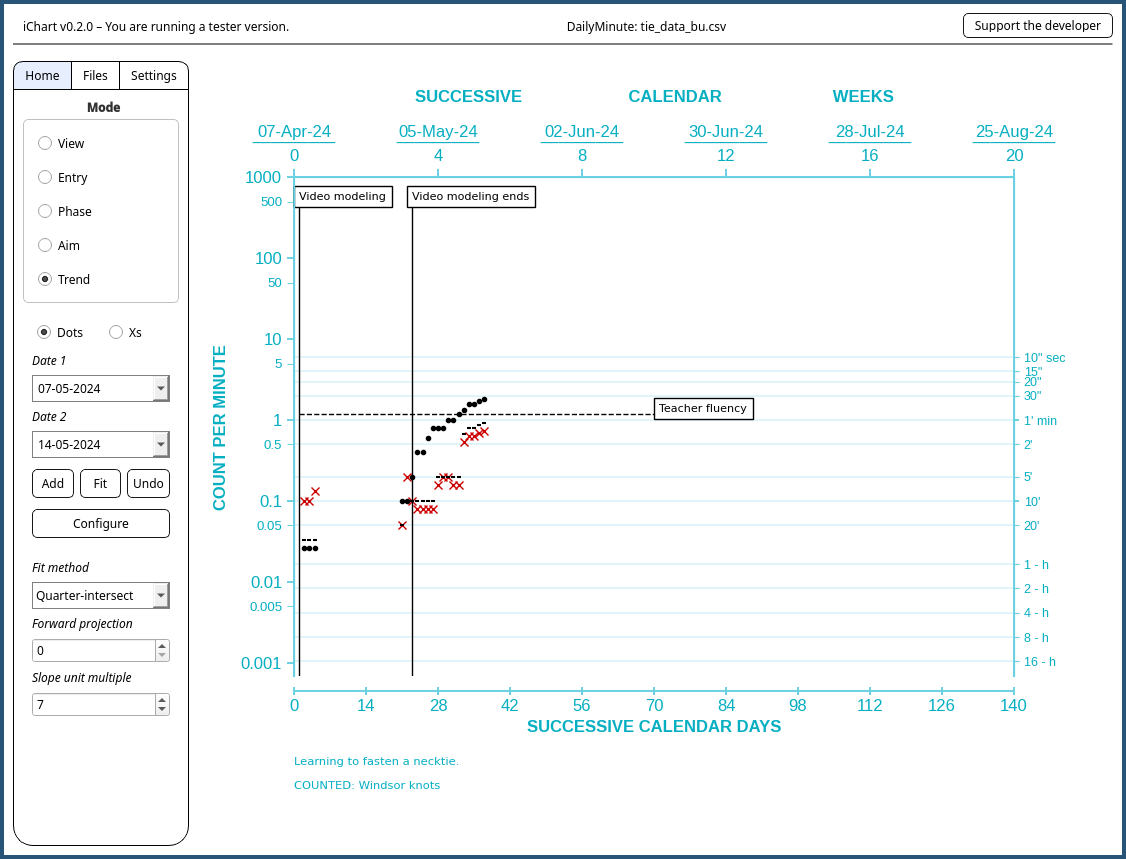 iChart v0.2.0 – You are running a tester version.
DailyMinute: tie_data_bu.csv
Support the developer
Home
Files
Settings
Mode
View
Entry
Phase
Aim
Trend
Dots
Xs
Date 1
07-05-2024
Date 2
14-05-2024
Add
Fit
Undo
Configure
Fit method
Quarter-intersect
Forward projection
0
Slope unit multiple
7
SUCCESSIVE CALENDAR WEEKS
07-Apr-24 05-May-24 02-Jun-24 30-Jun-24 28-Jul-24 25-Aug-24
0 4 8 12 16 20
COUNT PER MINUTE
1000
500
100
50
10
5
1
0.5
0.1
0.05
0.01
0.005
0.001
Video modeling
Video modeling ends
Teacher fluency
10" sec
15"
20"
30"
1' min
2'
5'
10'
20'
1 - h
2 - h
4 - h
8 - h
16 - h
0 14 28 42 56 70 84 98 112 126 140
SUCCESSIVE CALENDAR DAYS
Learning to fasten a necktie.
COUNTED: Windsor knots